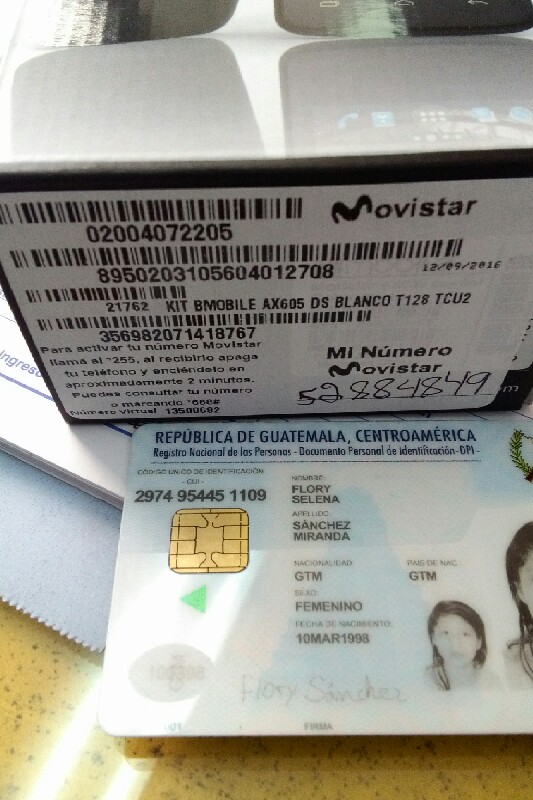 Movistar
02004072205
8950203105604012708
12/09/2016
21762 KIT BMOBILE AX605 DS BLANCO T128 TCU2
356982071418767
Para activar tu número Movistar
llama al *255, al recibirlo apaga
tu teléfono y enciéndelo en
aproximadamente 2 minutos.
Puedes consultar tu número
o marcando *666#
Número Virtual 13500692
Mi Número
Movistar
52884849
Ingreso
REPÚBLICA DE GUATEMALA, CENTROAMÉRICA
Registro Nacional de las Personas - Documento Personal de Identificación -DPI-
CÓDIGO ÚNICO DE IDENTIFICACIÓN
- CUI -
2974 95445 1109
NOMBRE:
FLORY
SELENA
APELLIDO:
SÁNCHEZ
MIRANDA
NACIONALIDAD
GTM
PAIS DE NAC.
GTM
SEXO:
FEMENINO
FECHA DE NACIMIENTO:
10MAR1998
Flory Sánchez
FIRMA